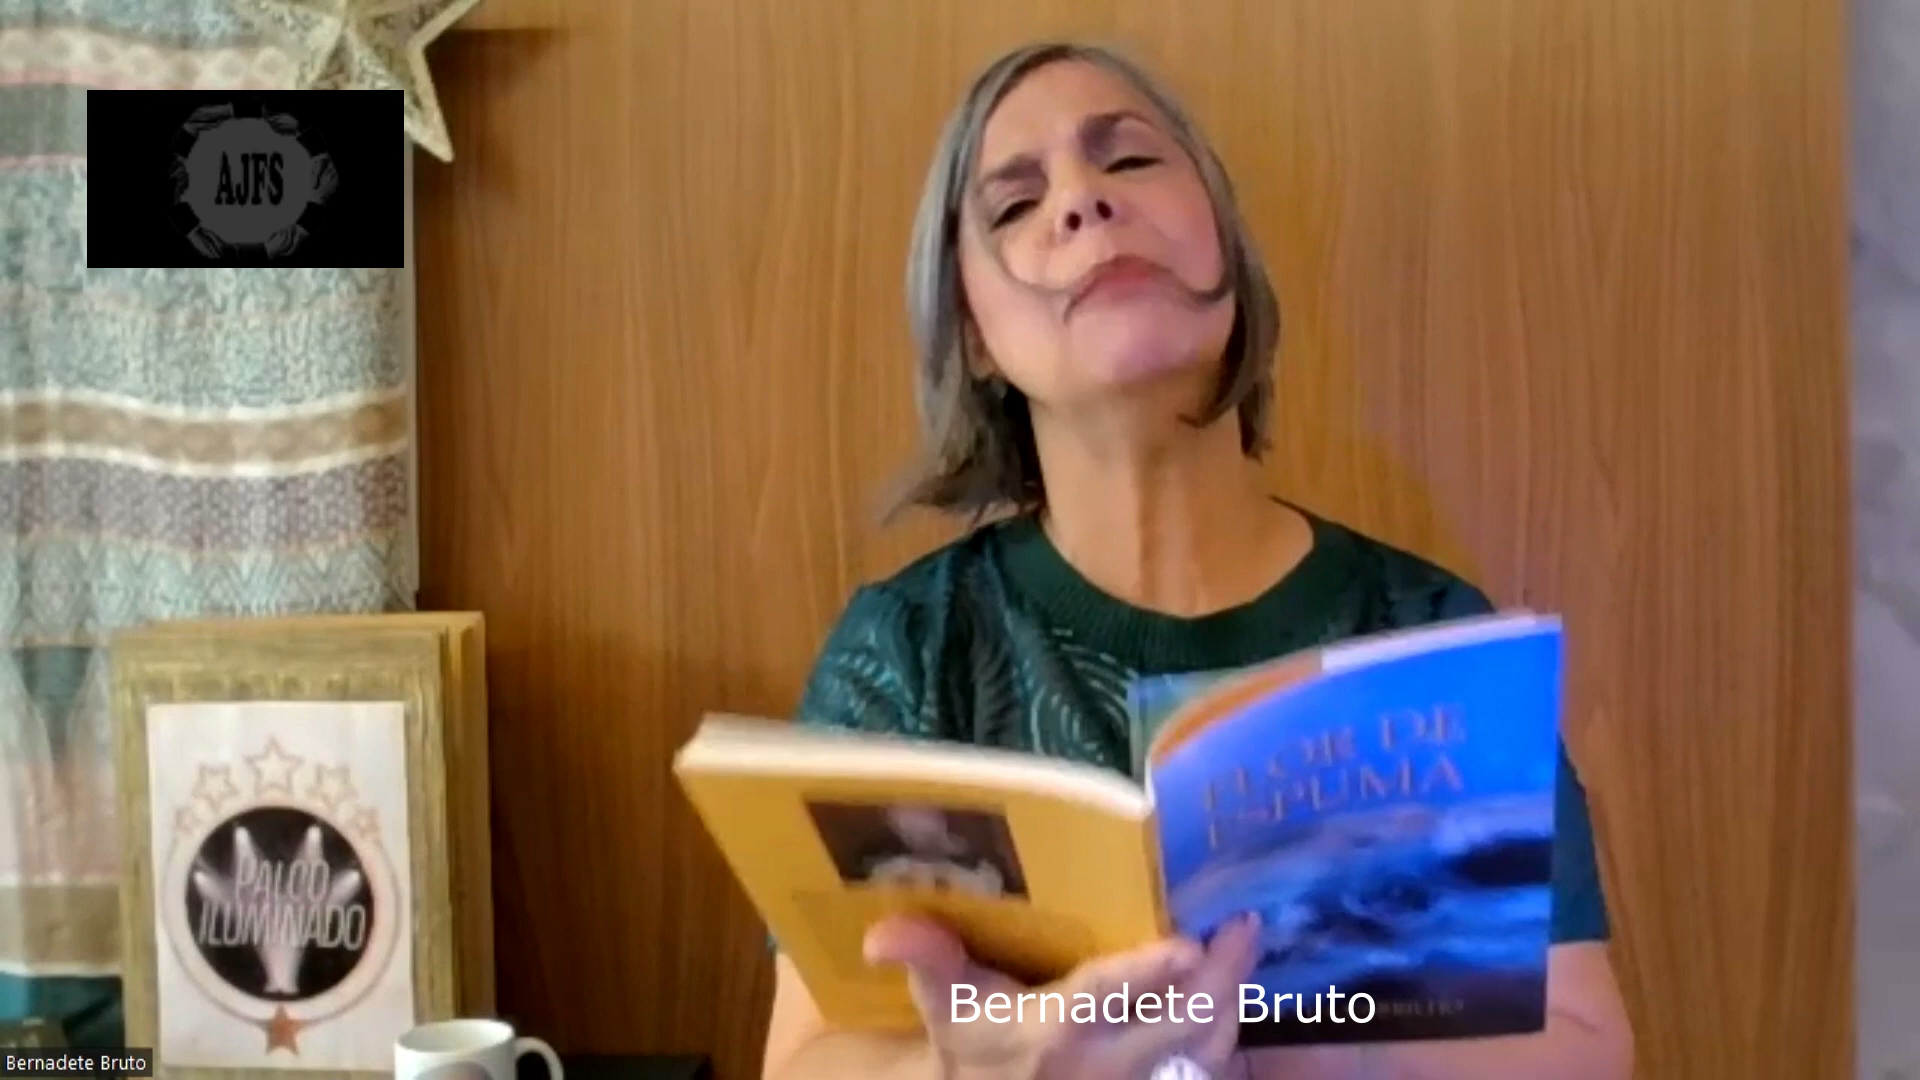 AJFS
FLOR DE
ESPUMA
PALCO
ILUMINADO
Bernadete Bruto
Bernadete Bruto